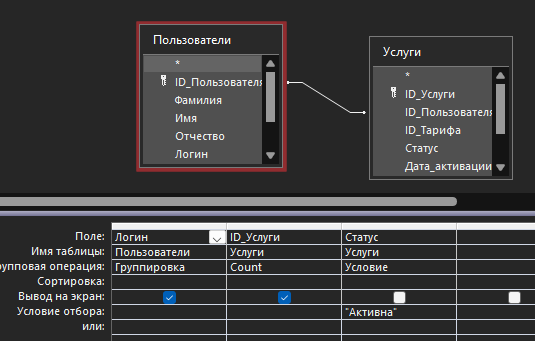 Пользователи
*
ID_Пользователя
Фамилия
Имя
Отчество
Логин
Услуги
*
ID_Услуги
ID_Пользователя
ID_Тарифа
Статус
Дата_активации
Поле: Логин ID_Услуги Статус
Имя таблицы: Пользователи Услуги Услуги
рупповая операция: Группировка Count Условие
Сортировка:
Вывод на экран:
Условие отбора: "Активна"
или: